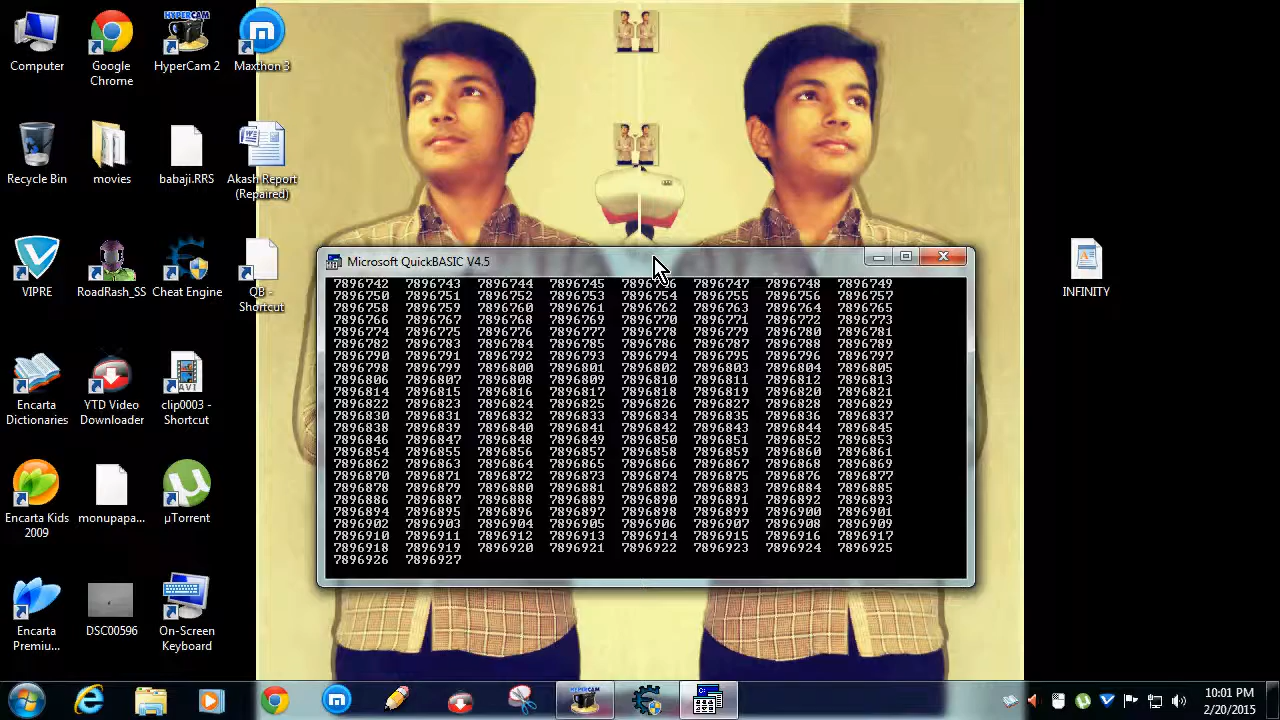 Computer
Google
Chrome
HyperCam 2
Maxthon 3
Recycle Bin
movies
babaji.RRS
Akash Report
(Repaired)
VIPRE
RoadRash_SS
Cheat Engine
QB -
Shortcut
INFINITY
Encarta
Dictionaries
YTD Video
Downloader
clip0003 -
Shortcut
Encarta Kids
2009
monupapa...
µTorrent
Encarta
Premiu...
DSC00596
On-Screen
Keyboard
Microsoft QuickBASIC V4.5
7896742 7896743 7896744 7896745 7896746 7896747 7896748 7896749
7896750 7896751 7896752 7896753 7896754 7896755 7896756 7896757
7896758 7896759 7896760 7896761 7896762 7896763 7896764 7896765
7896766 7896767 7896768 7896769 7896770 7896771 7896772 7896773
7896774 7896775 7896776 7896777 7896778 7896779 7896780 7896781
7896782 7896783 7896784 7896785 7896786 7896787 7896788 7896789
7896790 7896791 7896792 7896793 7896794 7896795 7896796 7896797
7896798 7896799 7896800 7896801 7896802 7896803 7896804 7896805
7896806 7896807 7896808 7896809 7896810 7896811 7896812 7896813
7896814 7896815 7896816 7896817 7896818 7896819 7896820 7896821
7896822 7896823 7896824 7896825 7896826 7896827 7896828 7896829
7896830 7896831 7896832 7896833 7896834 7896835 7896836 7896837
7896838 7896839 7896840 7896841 7896842 7896843 7896844 7896845
7896846 7896847 7896848 7896849 7896850 7896851 7896852 7896853
7896854 7896855 7896856 7896857 7896858 7896859 7896860 7896861
7896862 7896863 7896864 7896865 7896866 7896867 7896868 7896869
7896870 7896871 7896872 7896873 7896874 7896875 7896876 7896877
7896878 7896879 7896880 7896881 7896882 7896883 7896884 7896885
7896886 7896887 7896888 7896889 7896890 7896891 7896892 7896893
7896894 7896895 7896896 7896897 7896898 7896899 7896900 7896901
7896902 7896903 7896904 7896905 7896906 7896907 7896908 7896909
7896910 7896911 7896912 7896913 7896914 7896915 7896916 7896917
7896918 7896919 7896920 7896921 7896922 7896923 7896924 7896925
7896926 7896927
10:01 PM
2/20/2015